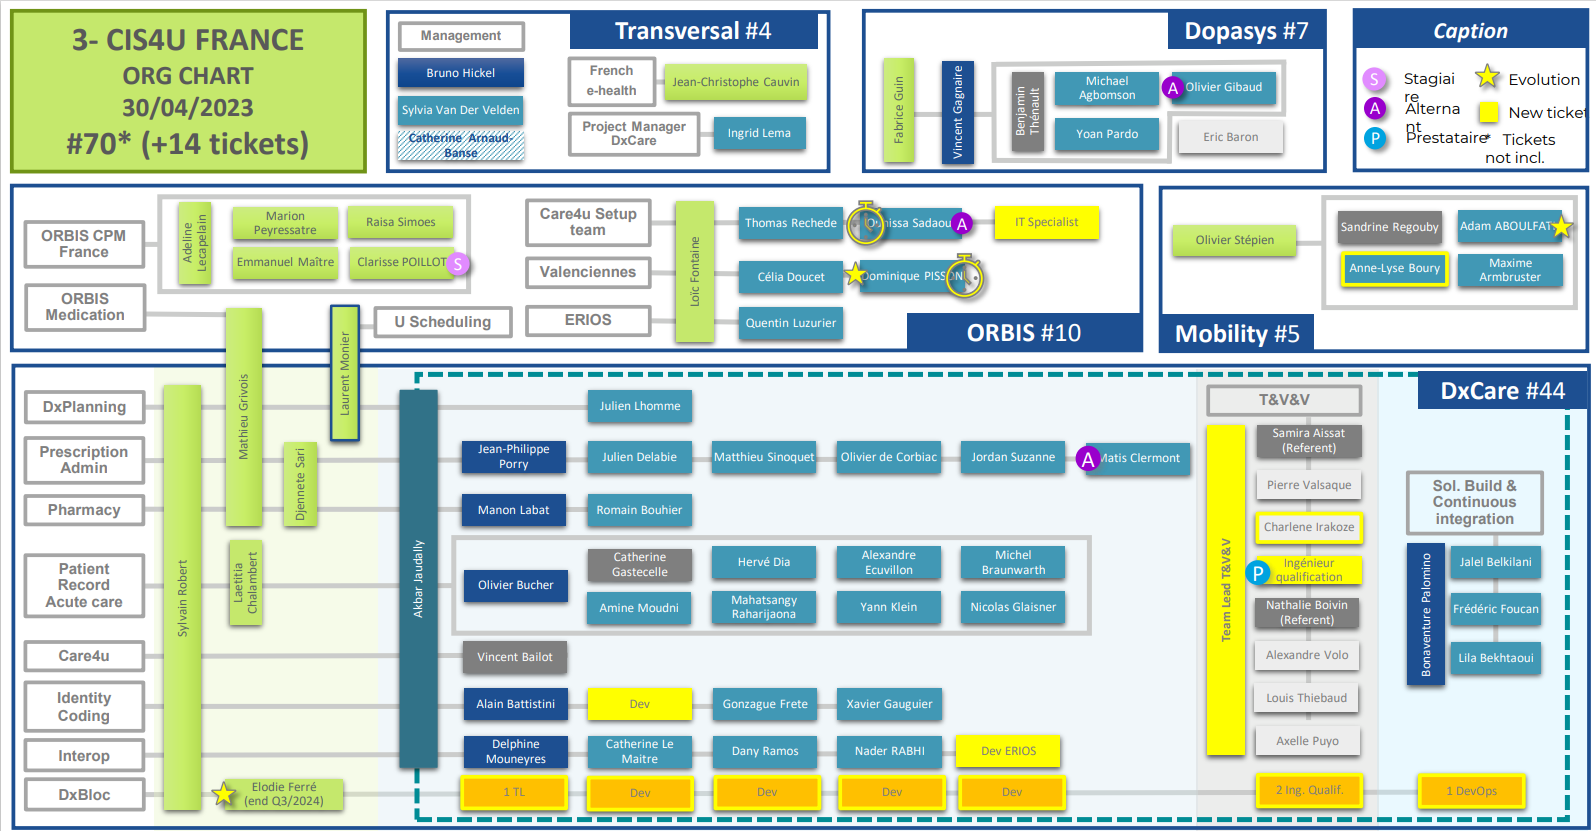 3- CIS4U FRANCE
ORG CHART
30/04/2023
#70* (+14 tickets)
Management
Bruno Hickel
Sylvia Van Der Velden
Catherine Arnaud-
Banse
Transversal #4
French
e-health
Jean-Christophe Cauvin
Project Manager
DxCare
Ingrid Lema
Dopasys #7
Fabrice Guin
Vincent Gagnaire
Benjamin
Thénault
Michael
Agbomson
A
Olivier Gibaud
Yoan Pardo
Eric Baron
Caption
S
Stagiai
re
Evolution
A
Alterna
nt
New ticket
P
Prestataire
* Tickets
not incl.
ORBIS CPM
France
Adeline
Lecapelain
Marion
Peyressatre
Raisa Simoes
Emmanuel Maître
Clarisse POILLOT
S
ORBIS
Medication
U Scheduling
Care4u Setup
team
Valenciennes
ERIOS
Loïc Fontaine
Thomas Rechede
Sadaou
A
IT Specialist
Célia Doucet
Dominique PISSON
Quentin Luzurier
ORBIS #10
Olivier Stépien
Sandrine Regouby
Adam ABOULFAT
Anne-Lyse Boury
Maxime
Armbruster
Mobility #5
DxCare #44
DxPlanning
Prescription
Admin
Pharmacy
Patient
Record
Acute care
Care4u
Identity
Coding
Interop
DxBloc
Sylvain Robert
Mathieu Grivois
Djennete Sari
Laurent Monier
Laetitia
Chalambert
Elodie Ferré
(end Q3/2024)
Akbar Jaudally
Julien Lhomme
Jean-Philippe
Porry
Julien Delabie
Matthieu Sinoquet
Olivier de Corbiac
Jordan Suzanne
A
Matis Clermont
Manon Labat
Romain Bouhier
Olivier Bucher
Catherine
Gastecelle
Hervé Dia
Alexandre
Ecuvillon
Michel
Braunwarth
Amine Moudni
Mahatsangy
Raharijaona
Yann Klein
Nicolas Glaisner
Vincent Bailot
Alain Battistini
Dev
Gonzague Frete
Xavier Gauguier
Delphine
Mouneyres
Catherine Le
Maitre
Dany Ramos
Nader RABHI
Dev ERIOS
1 TL
Dev
Dev
Dev
Dev
T&V&V
Team Lead T&V&V
Samira Aissat
(Referent)
Pierre Valsaque
Charlene Irakoze
P
Ingénieur
qualification
Nathalie Boivin
(Referent)
Alexandre Volo
Louis Thiebaud
Axelle Puyo
2 Ing. Qualif.
Sol. Build &
Continuous
integration
Bonaventure Palomino
Jalel Belkilani
Frédéric Foucan
Lila Bekhtaoui
1 DevOps